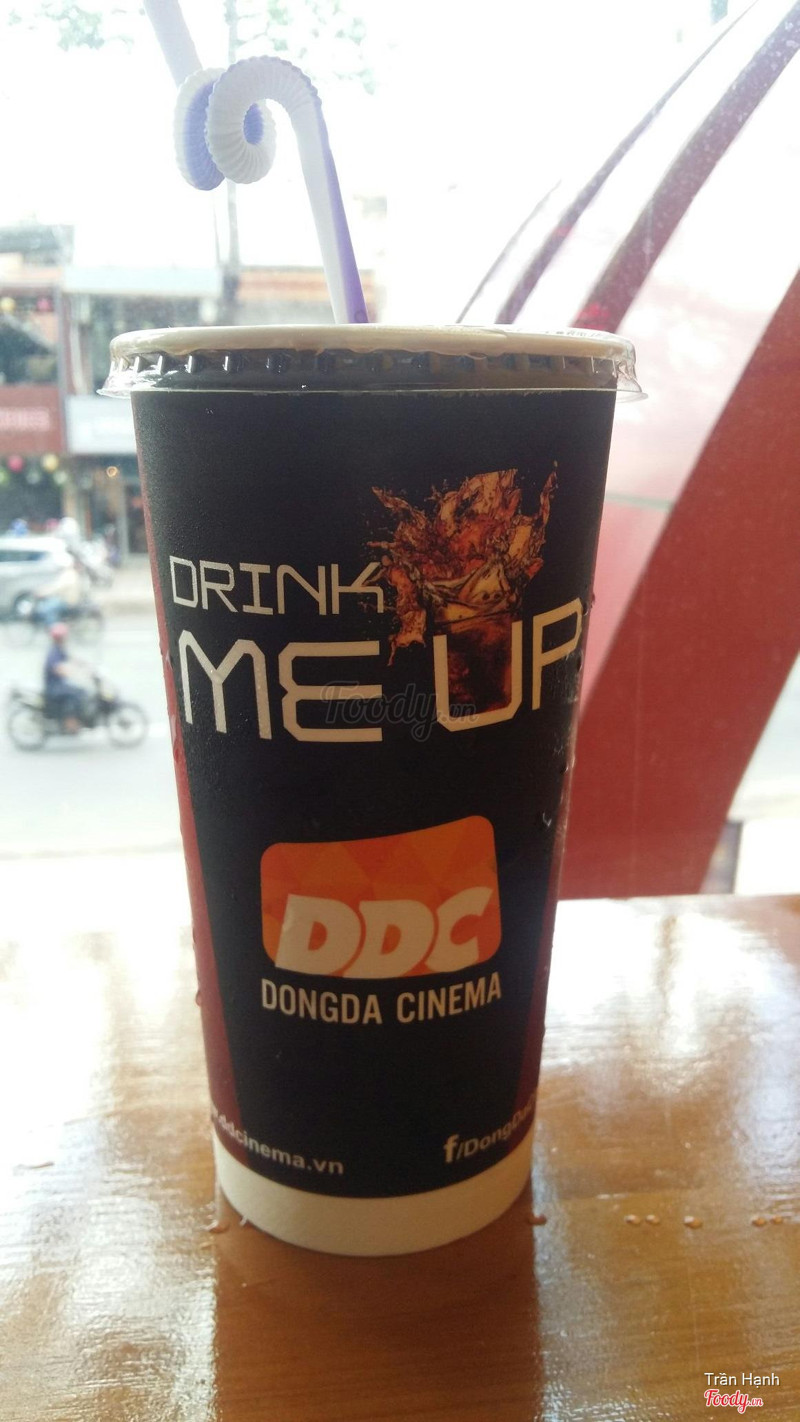 DRINK
ME UP
Foody.vn
DDC
DONGDA CINEMA
.ddcinema.vn
f/DongDa
Trần Hạnh
Foody.vn